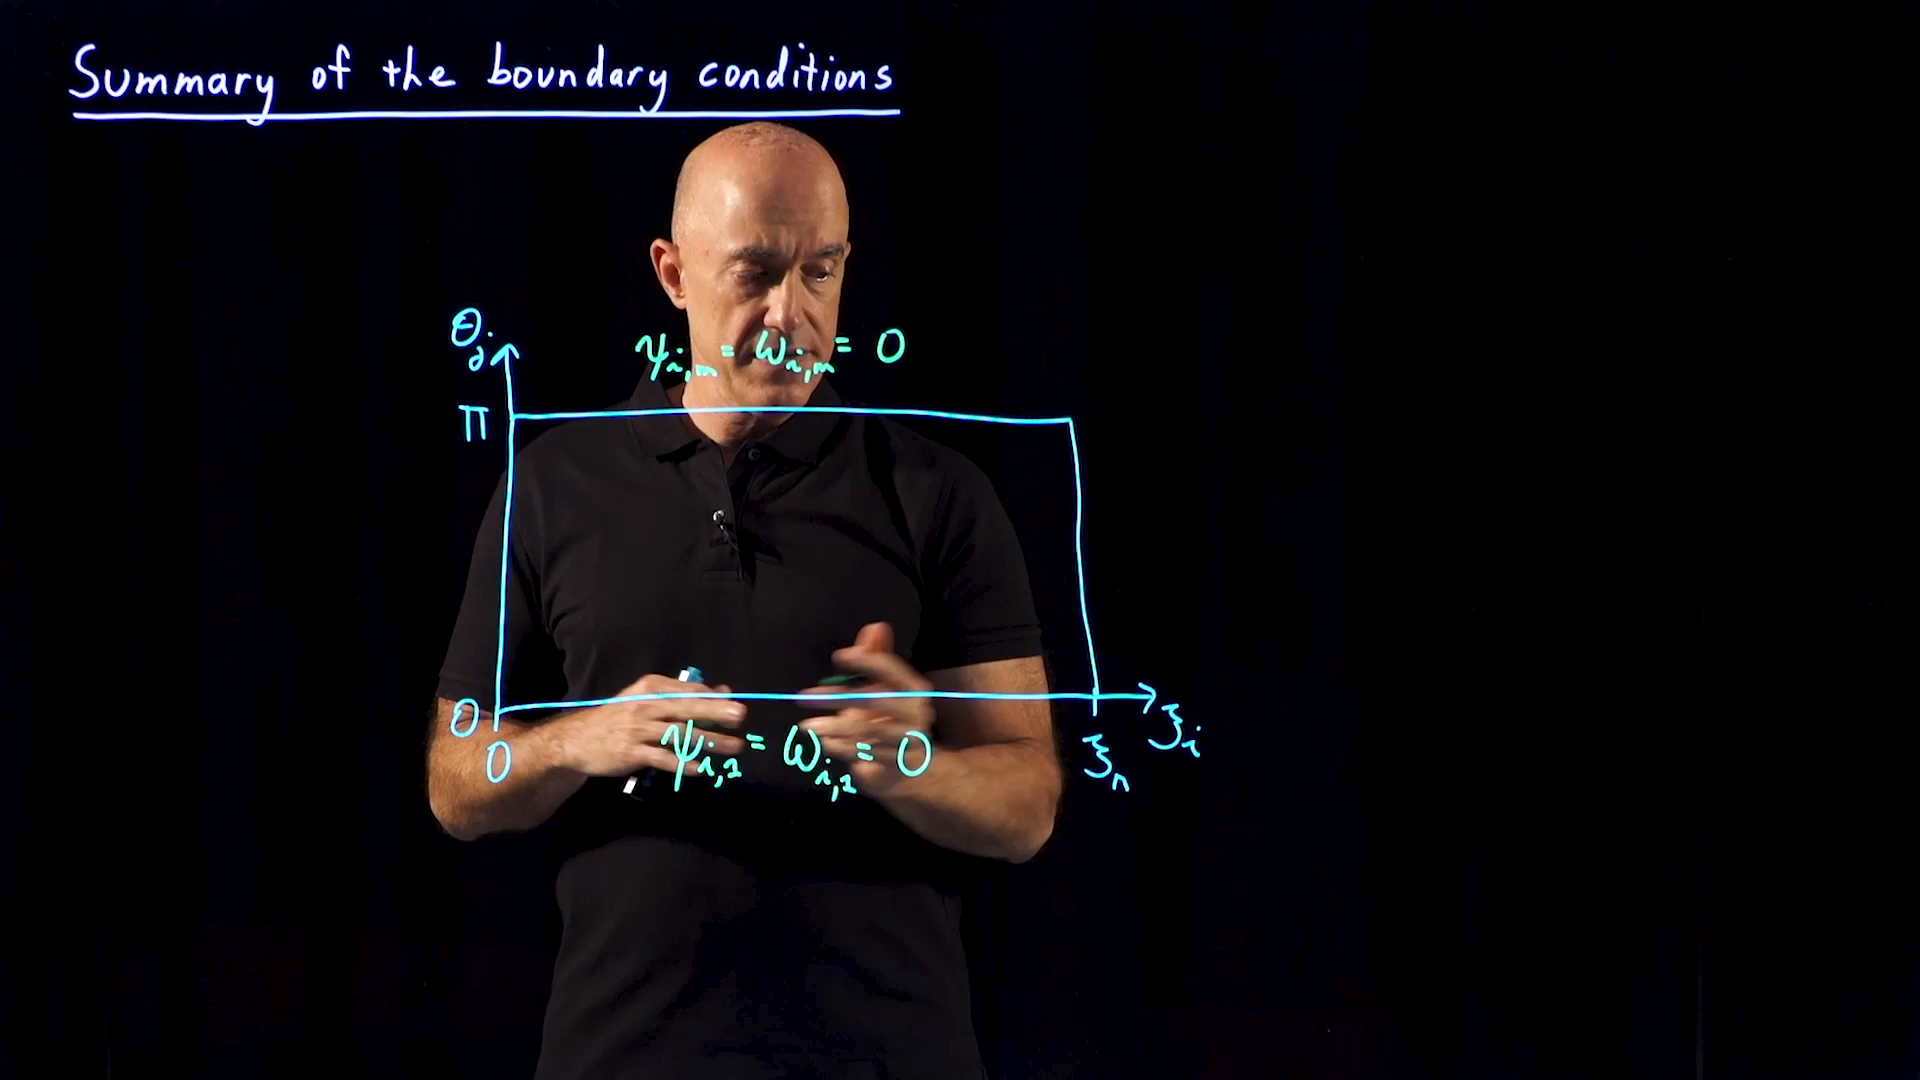 Summary of the boundary conditions
θⱼ
ψᵢ,ₘ = ωᵢ,ₘ = 0
π
0
ψᵢ,₁ = ωᵢ,₁ = 0
ξᵢ
0
ξₙ